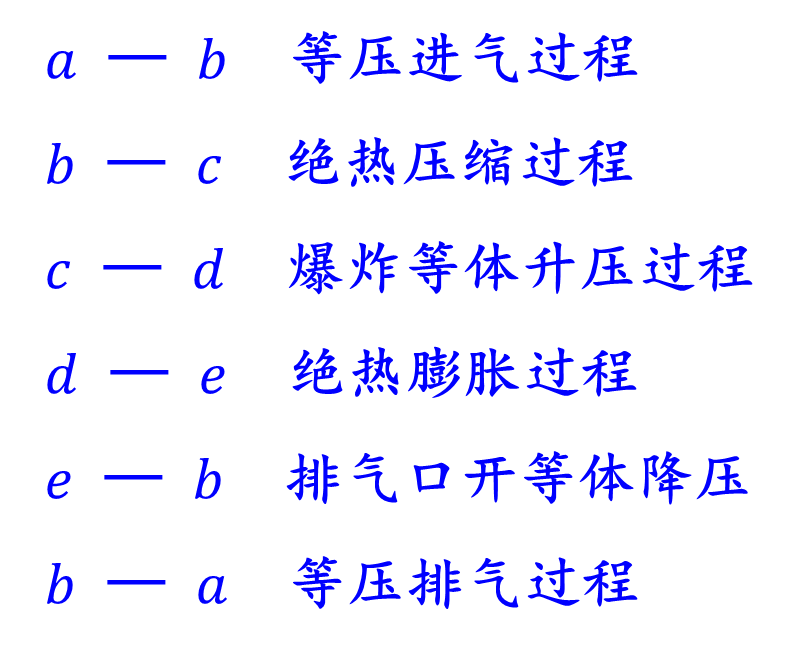 a — b 等压进气过程
b — c 绝热压缩过程
c — d 爆炸等体升压过程
d — e 绝热膨胀过程
e — b 排气口开等体降压
b — a 等压排气过程